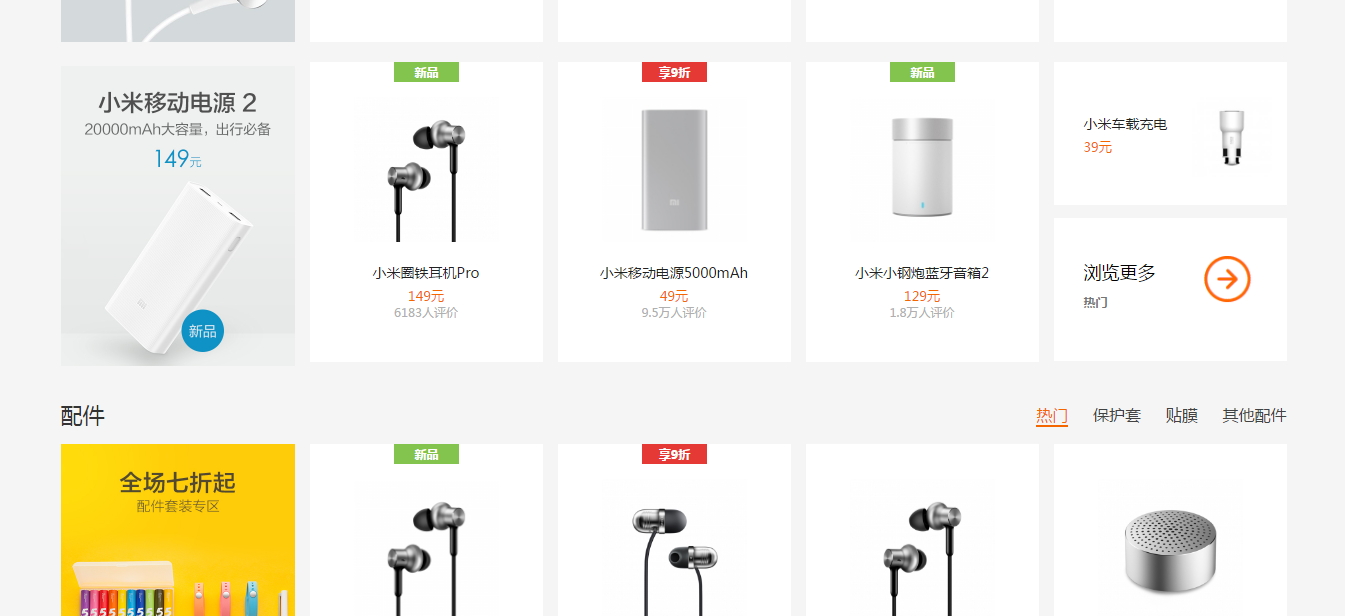 小米移动电源 2
20000mAh大容量，出行必备
149元
新品
新品
小米圈铁耳机Pro
149元
6183人评价
享9折
小米移动电源5000mAh
49元
9.5万人评价
新品
小米小钢炮蓝牙音箱2
129元
1.8万人评价
小米车载充电
39元
浏览更多
热门
配件
热门 保护套 贴膜 其他配件
全场七折起
配件套装专区
新品
享9折